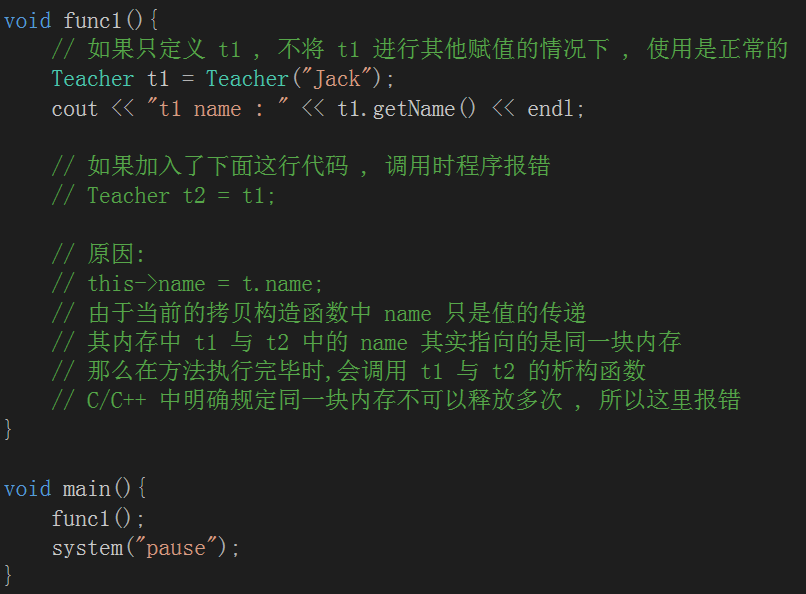 void func1(){
// 如果只定义 t1 , 不将 t1 进行其他赋值的情况下 , 使用是正常的
Teacher t1 = Teacher("Jack");
cout << "t1 name : " << t1.getName() << endl;
// 如果加入了下面这行代码 , 调用时程序报错
// Teacher t2 = t1;
// 原因:
// this->name = t.name;
// 由于当前的拷贝构造函数中 name 只是值的传递
// 其内存中 t1 与 t2 中的 name 其实指向的是同一块内存
// 那么在方法执行完毕时,会调用 t1 与 t2 的析构函数
// C/C++ 中明确规定同一块内存不可以释放多次 , 所以这里报错
}
void main(){
func1();
system("pause");
}